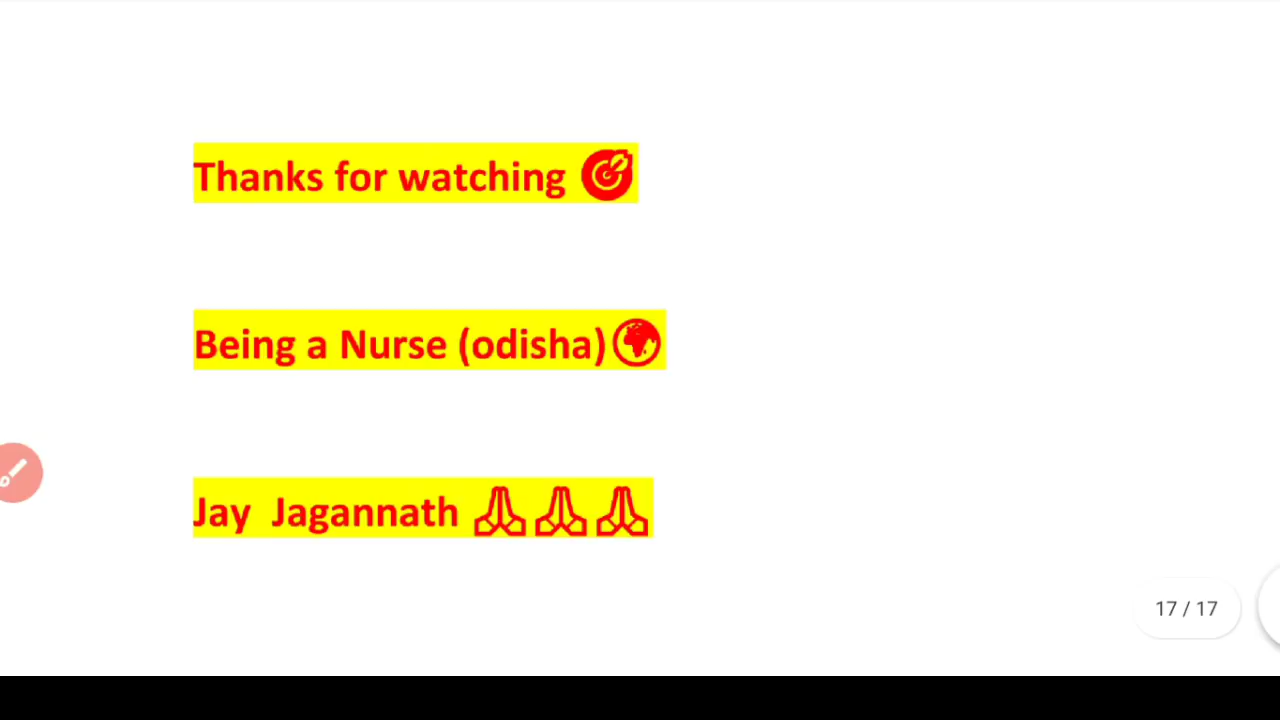 Thanks for watching 🎯
Being a Nurse (odisha)🌍
Jay  Jagannath 🙏🙏🙏
17 / 17